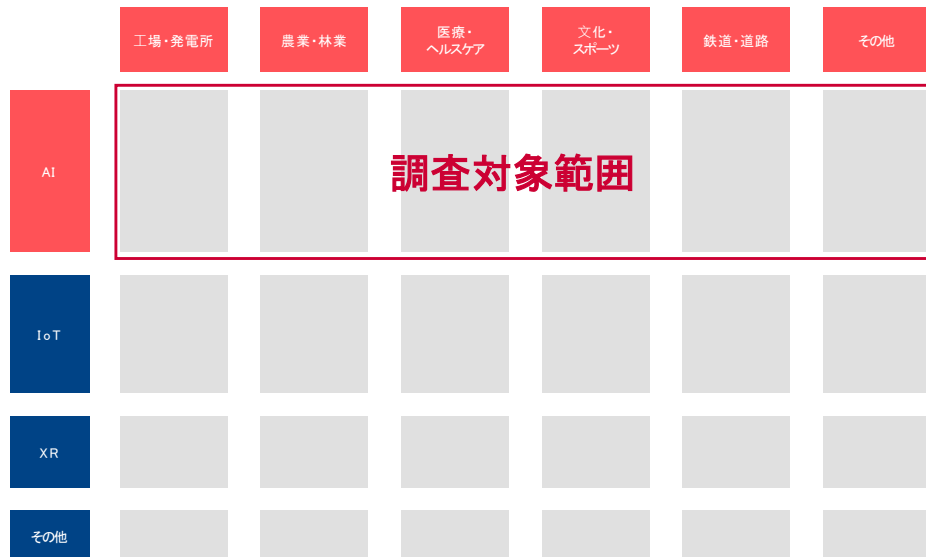 工場・発電所
農業・林業
医療・
ヘルスケア
文化・
スポーツ
鉄道・道路
その他
AI
調査対象範囲
IoT
XR
その他